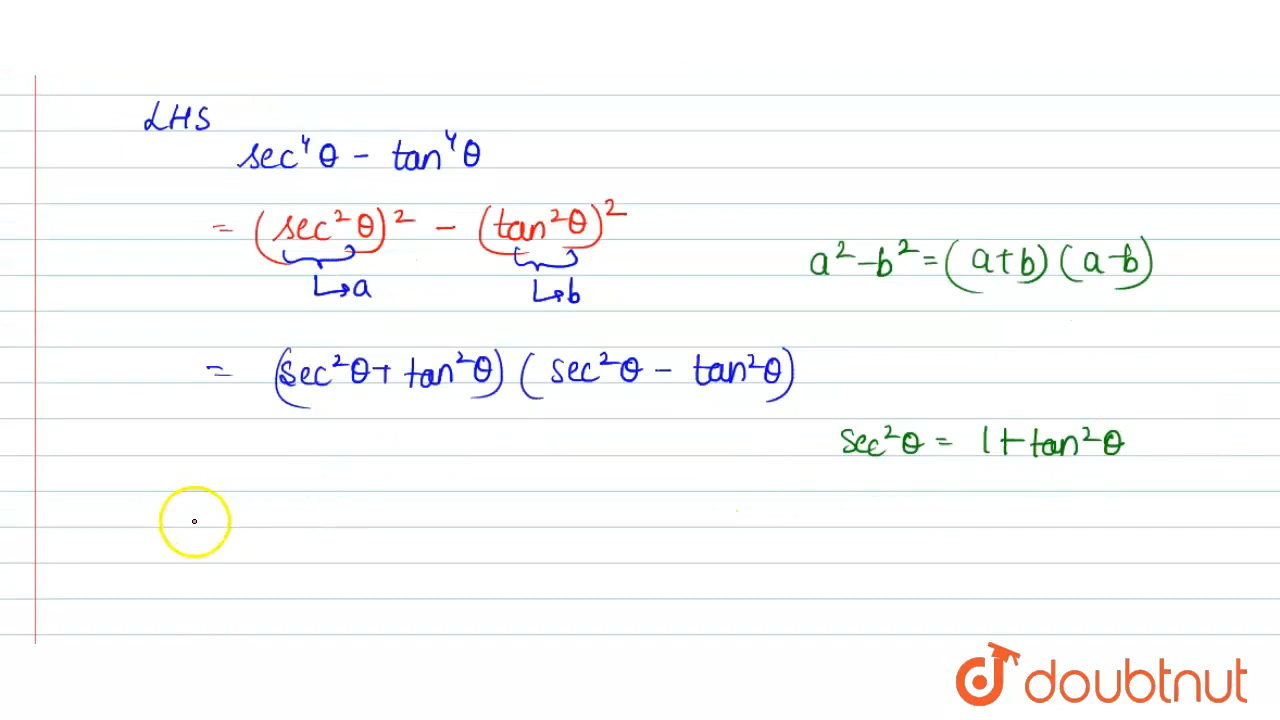 LHS
sec⁴θ - tan⁴θ
= (sec²θ)² - (tan²θ)²
↳a ↳b
a²-b²=(a+b)(a-b)
= (sec²θ+ tan²θ)(sec²θ - tan²θ)
sec²θ = 1+ tan²θ
doubtnut